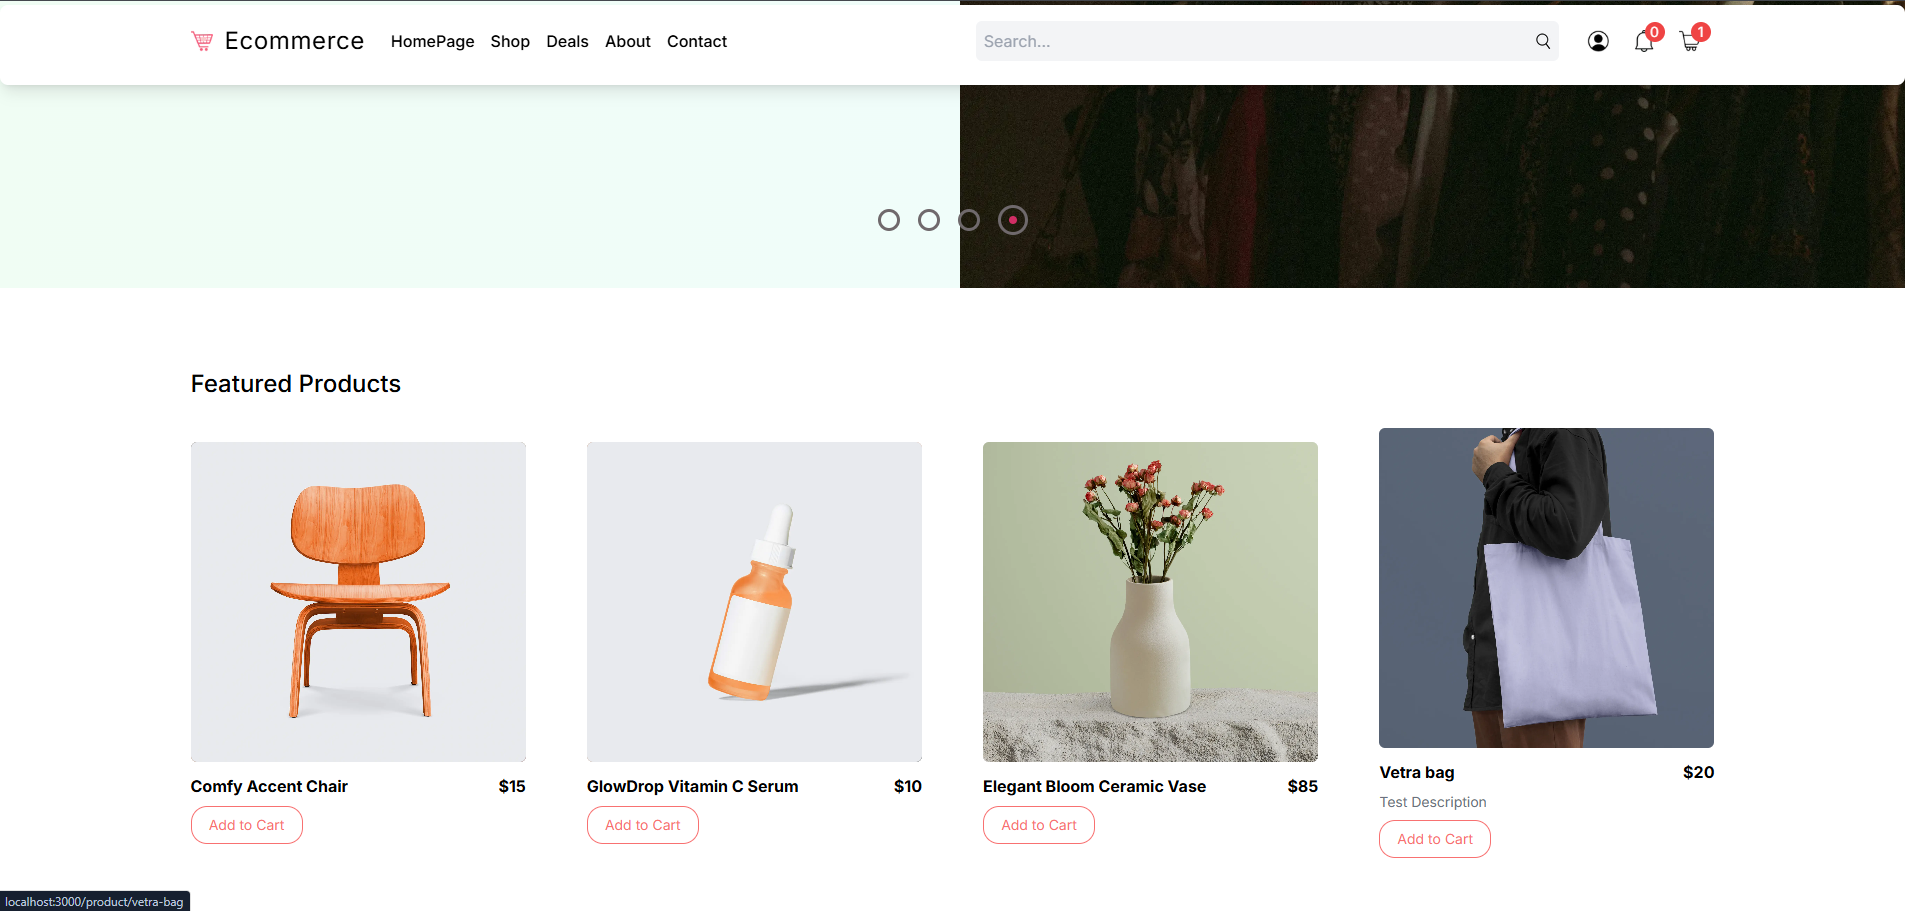 Ecommerce HomePage Shop Deals About Contact Search... 0 1
Featured Products
Comfy Accent Chair $15
Add to Cart
GlowDrop Vitamin C Serum $10
Add to Cart
Elegant Bloom Ceramic Vase $85
Add to Cart
Vetra bag $20
Test Description
Add to Cart
localhost:3000/product/vetra-bag